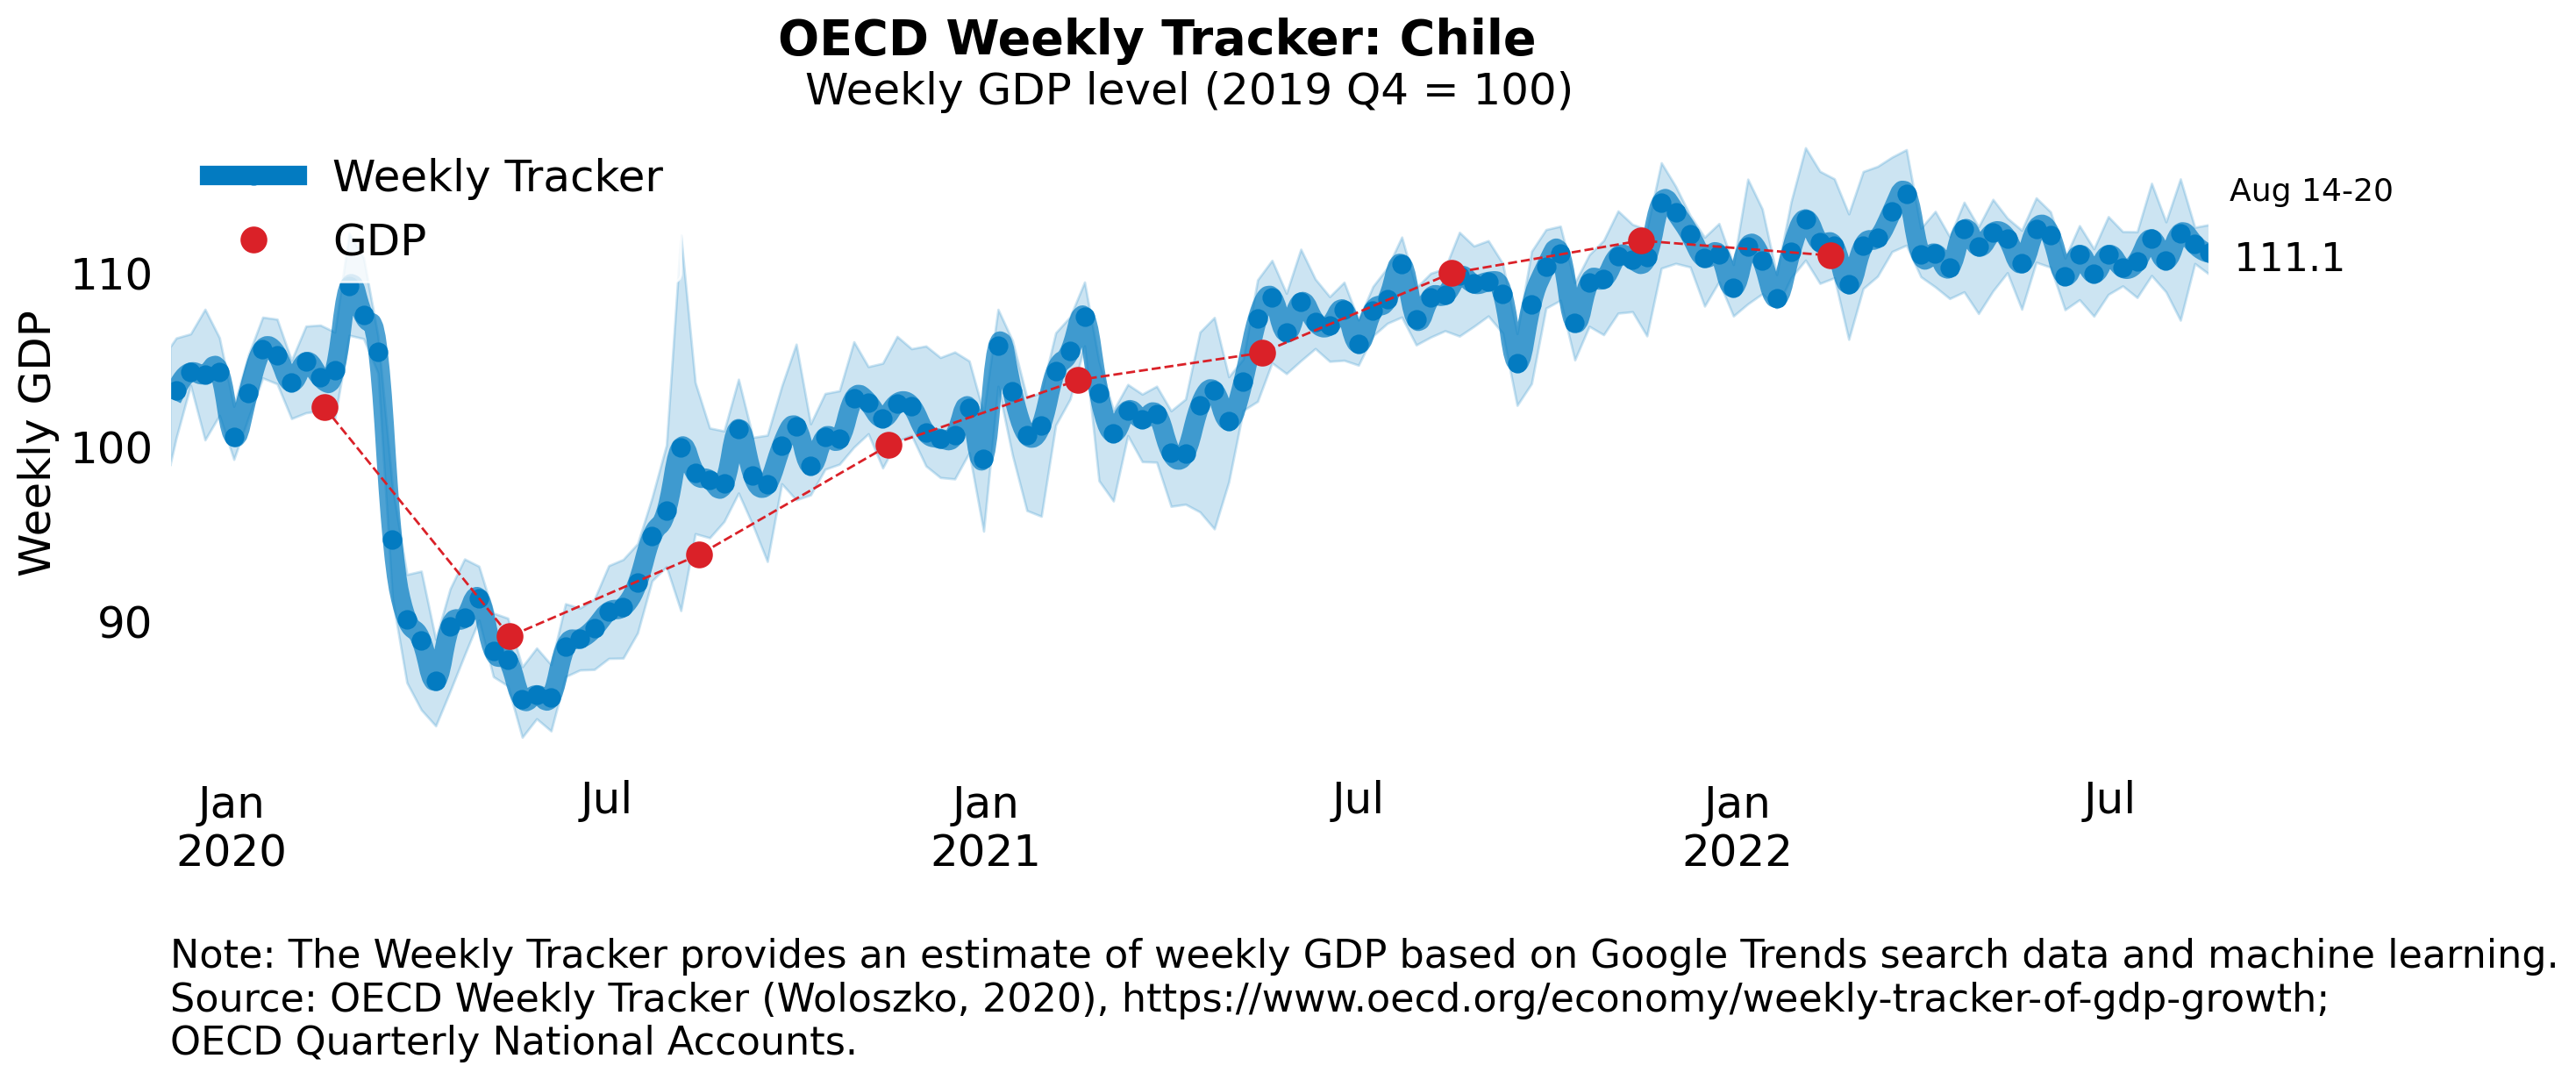 OECD Weekly Tracker: Chile
Weekly GDP level (2019 Q4 = 100)
Weekly Tracker
GDP
Aug 14-20
111.1
Weekly GDP
110
100
90
Jan
2020
Jul
Jan
2021
Jul
Jan
2022
Jul
Note: The Weekly Tracker provides an estimate of weekly GDP based on Google Trends search data and machine learning.
Source: OECD Weekly Tracker (Woloszko, 2020), https://www.oecd.org/economy/weekly-tracker-of-gdp-growth;
OECD Quarterly National Accounts.